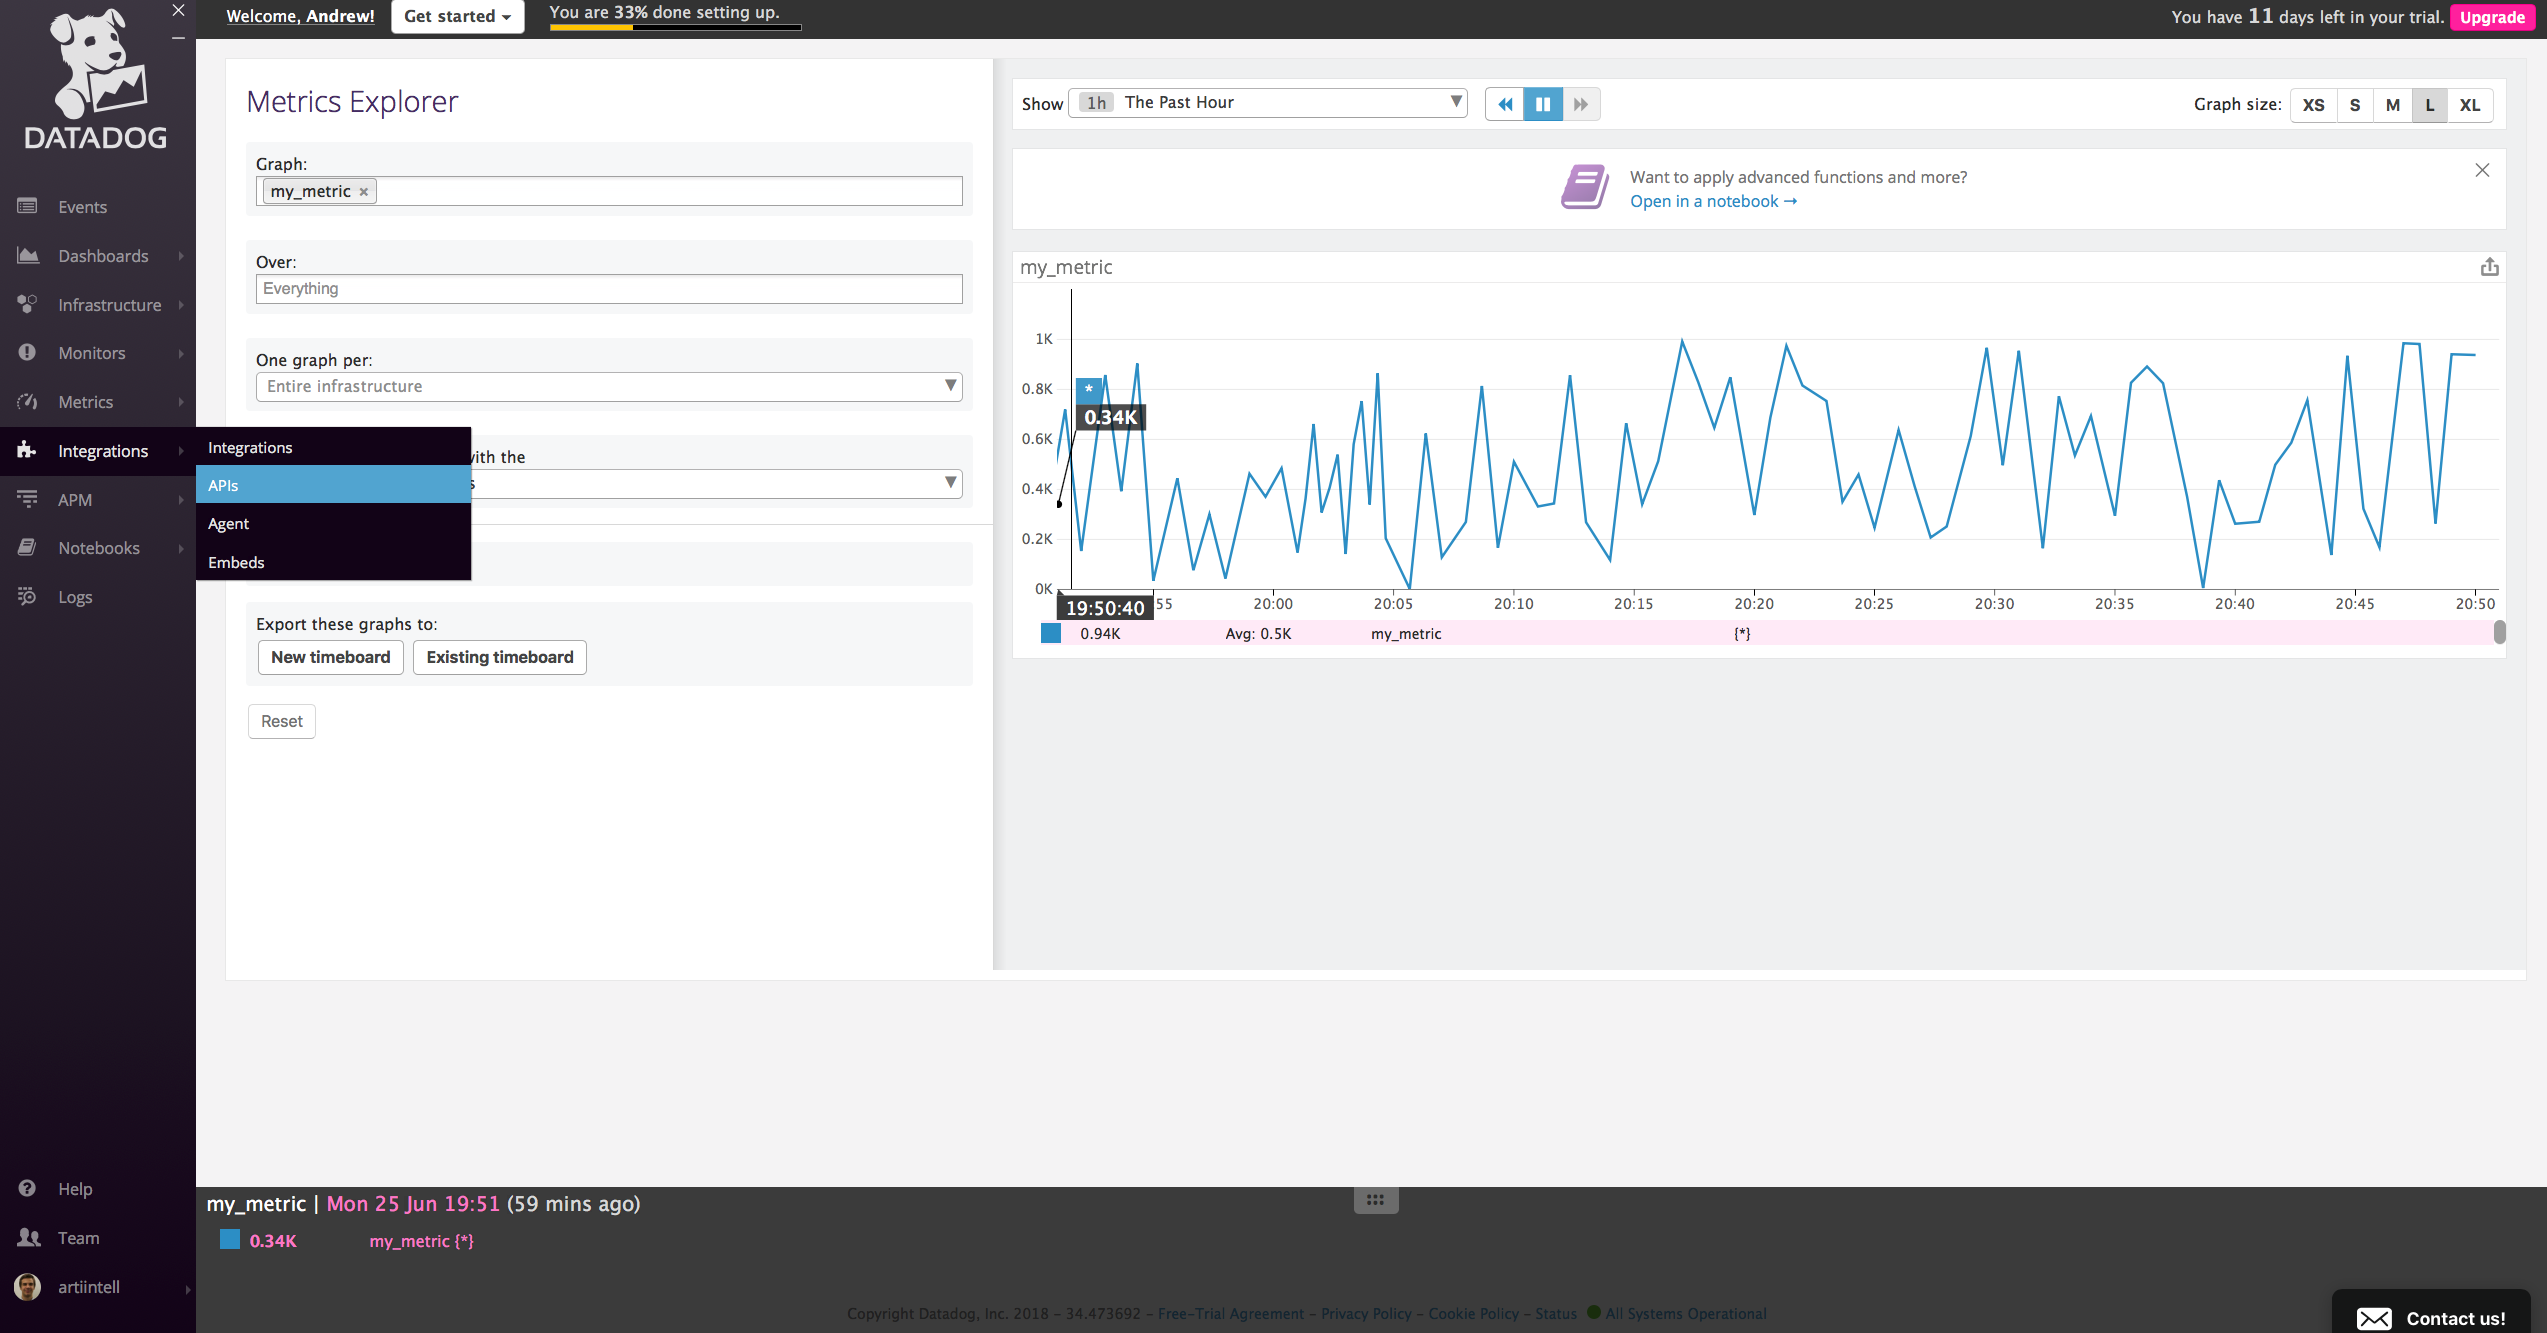 Welcome, Andrew!
Get started
You are 33% done setting up.
You have 11 days left in your trial.
Upgrade
DATADOG
Events
Dashboards
Infrastructure
Monitors
Metrics
Integrations
APM
Notebooks
Logs
Help
Team
artiintell
Integrations
APIs
Agent
Embeds
Metrics Explorer
Graph:
my_metric ×
Over:
Everything
One graph per:
Entire infrastructure
with the
s
Export these graphs to:
New timeboard
Existing timeboard
Reset
Show
1h The Past Hour
Graph size:
XS S M L XL
Want to apply advanced functions and more?
Open in a notebook →
my_metric
1K
0.8K
0.6K
0.4K
0.2K
0K
*
0.34K
19:50:40
55 20:00 20:05 20:10 20:15 20:20 20:25 20:30 20:35 20:40 20:45 20:50
0.94K Avg: 0.5K my_metric {*}
my_metric | Mon 25 Jun 19:51 (59 mins ago)
0.34K my_metric {*}
Copyright Datadog, Inc. 2018 - 34.473692 - Free-Trial Agreement - Privacy Policy - Cookie Policy - Status All Systems Operational
Contact us!